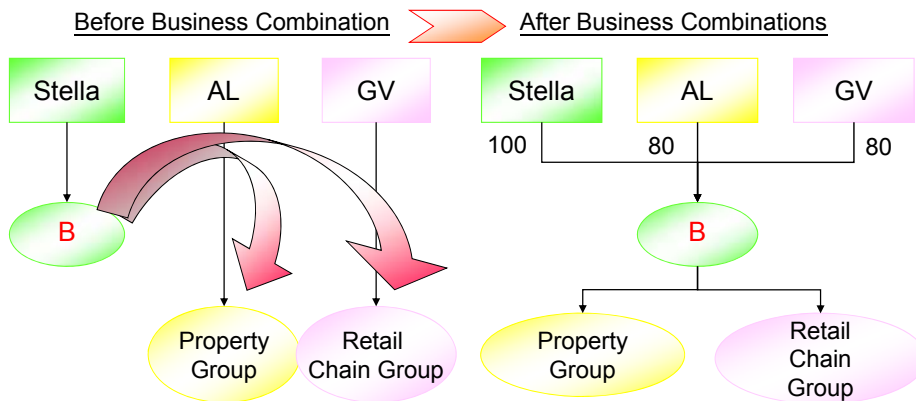 Before Business Combination
After Business Combinations
Stella
AL
GV
Stella
AL
GV
100
80
80
B
B
Property
Group
Retail
Chain Group
Property
Group
Retail
Chain
Group